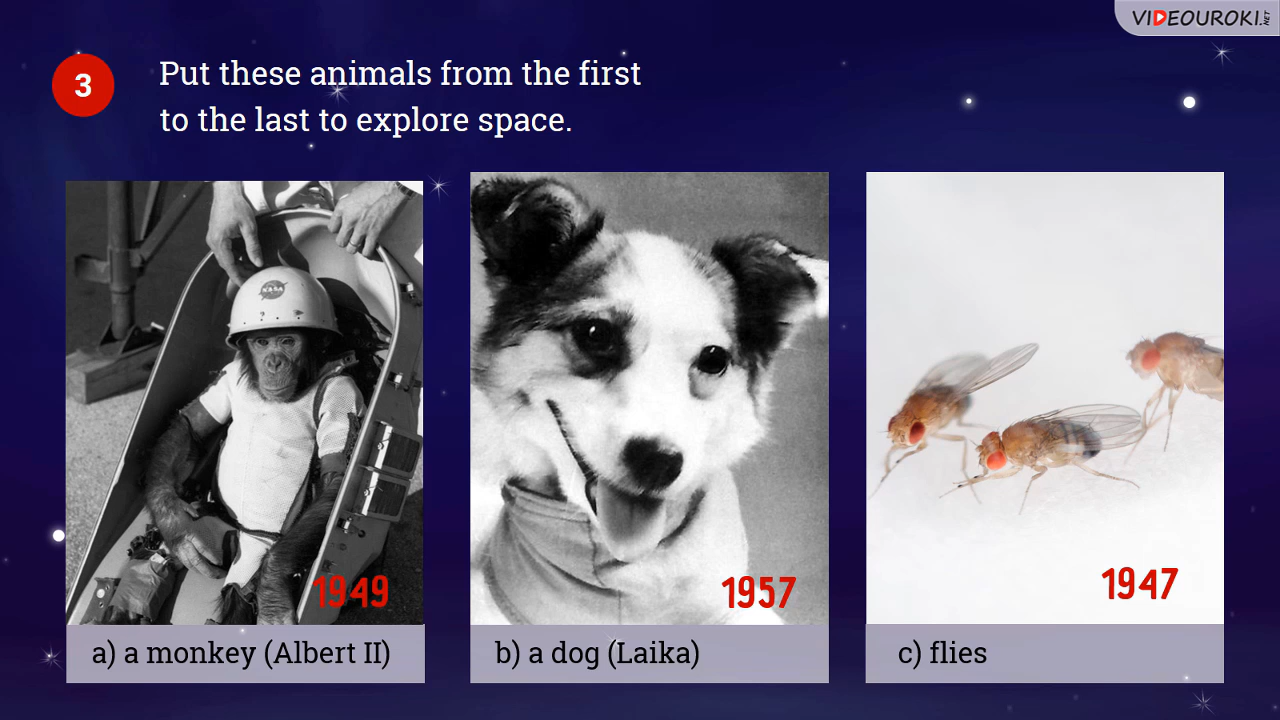 VIDEOUROKI.NET
3
Put these animals from the first
to the last to explore space.
NASA
1949
1957
1947
a) a monkey (Albert II)
b) a dog (Laika)
c) flies